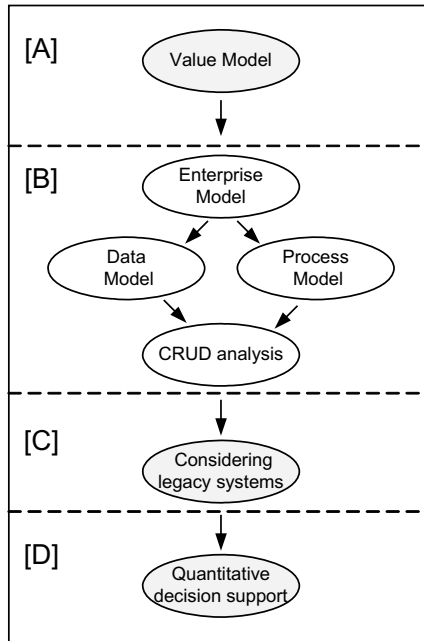 [A]
Value Model
[B]
Enterprise
Model
Data
Model
Process
Model
CRUD analysis
[C]
Considering
legacy systems
[D]
Quantitative
decision support